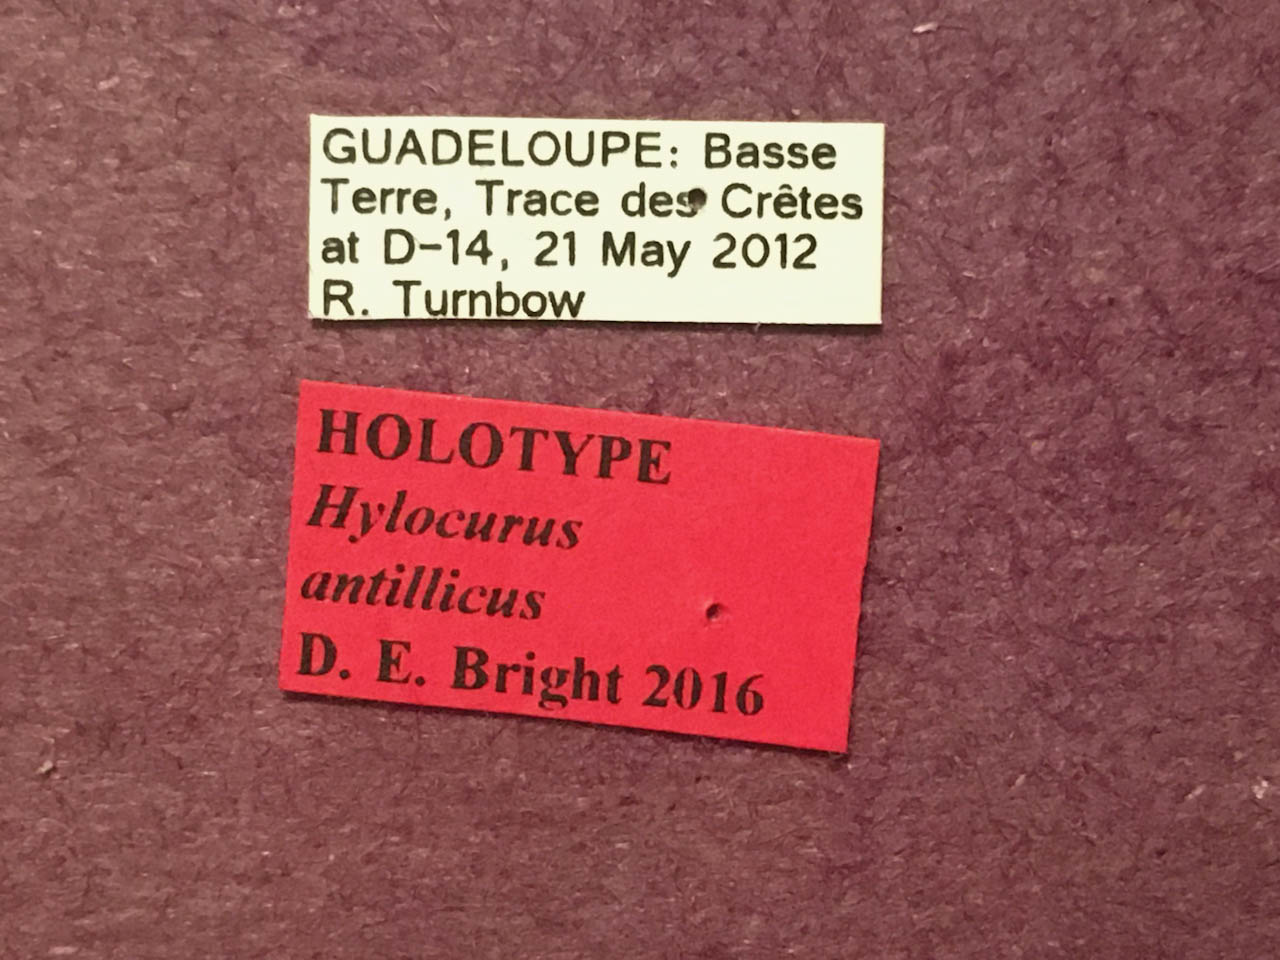 GUADELOUPE: Basse
Terre, Trace des Crêtes
at D-14, 21 May 2012
R. Turnbow
HOLOTYPE
Hylocurus
antillicus
D. E. Bright 2016